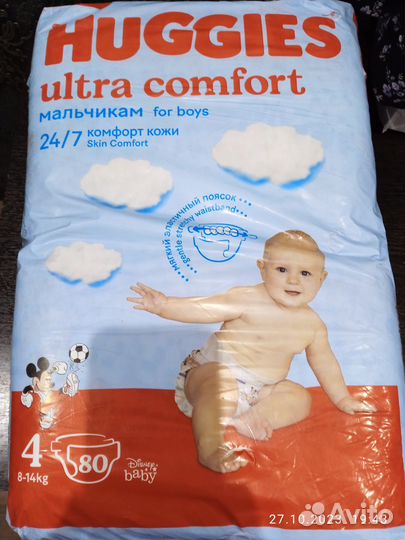 HUGGIES
ultra comfort
мальчикам for boys
24/7 комфорт кожи
Skin Comfort
мягкий эластичный поясок
gentle stretchy waistband
4
80
8-14kg
Disney
baby
27.10.2023 19:43
Avito